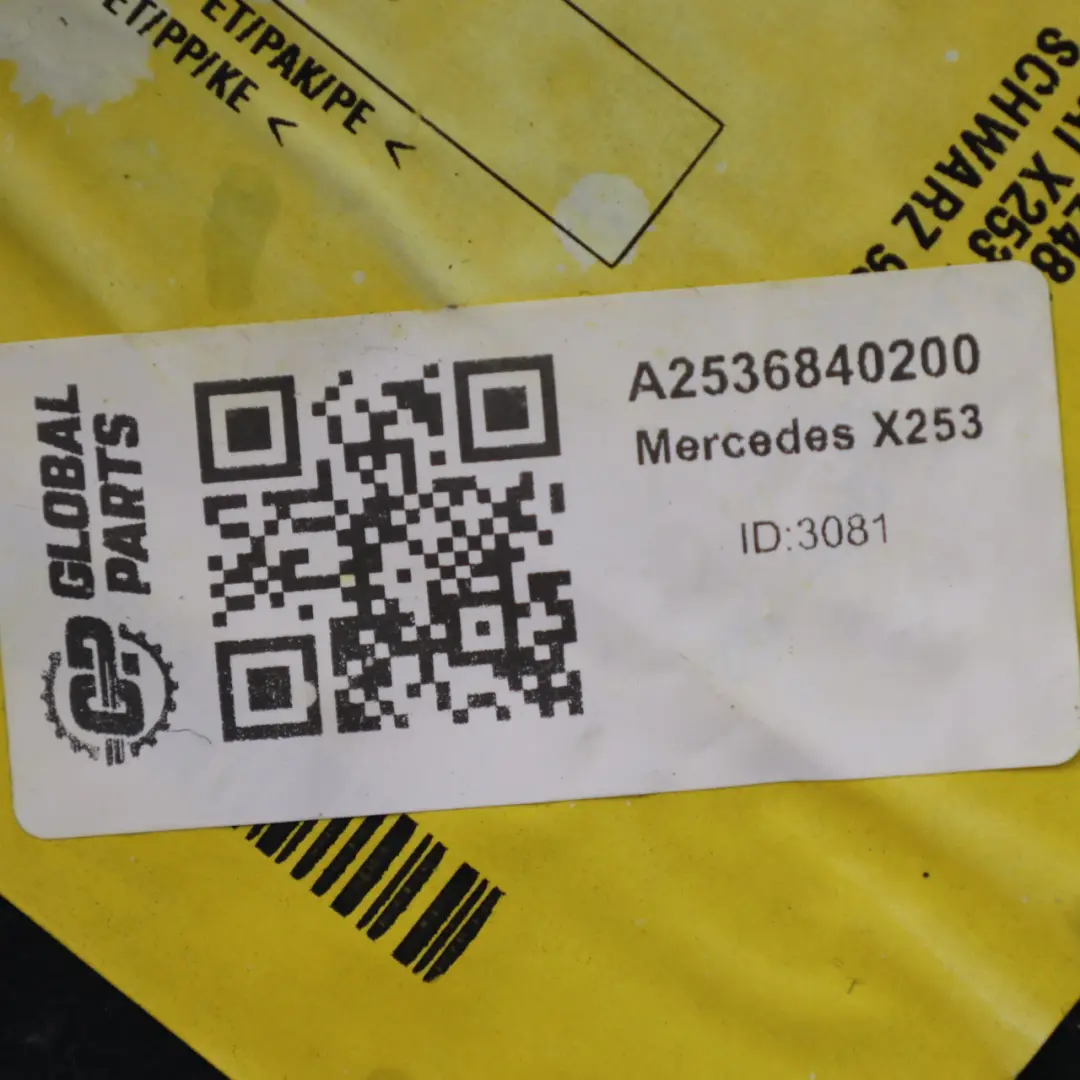 ET/PAK/PE <
ET/PP/KE <
X253
SCHWARZ
GLOBAL
PARTS
A2536840200
Mercedes X253
ID:3081